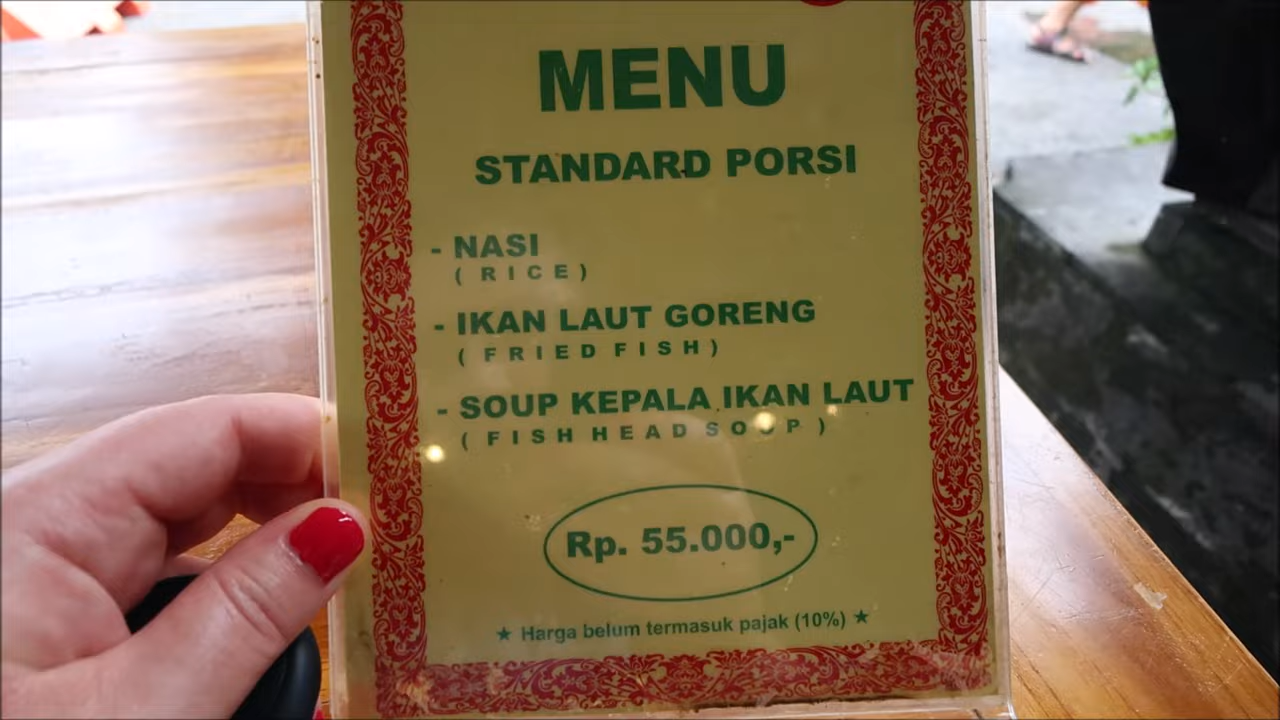 MENU
STANDARD PORSI
- NASI
( RICE )
- IKAN LAUT GORENG
( FRIED FISH )
- SOUP KEPALA IKAN LAUT
( FISH HEAD SOUP )
Rp. 55.000,-
★ Harga belum termasuk pajak (10%) ★